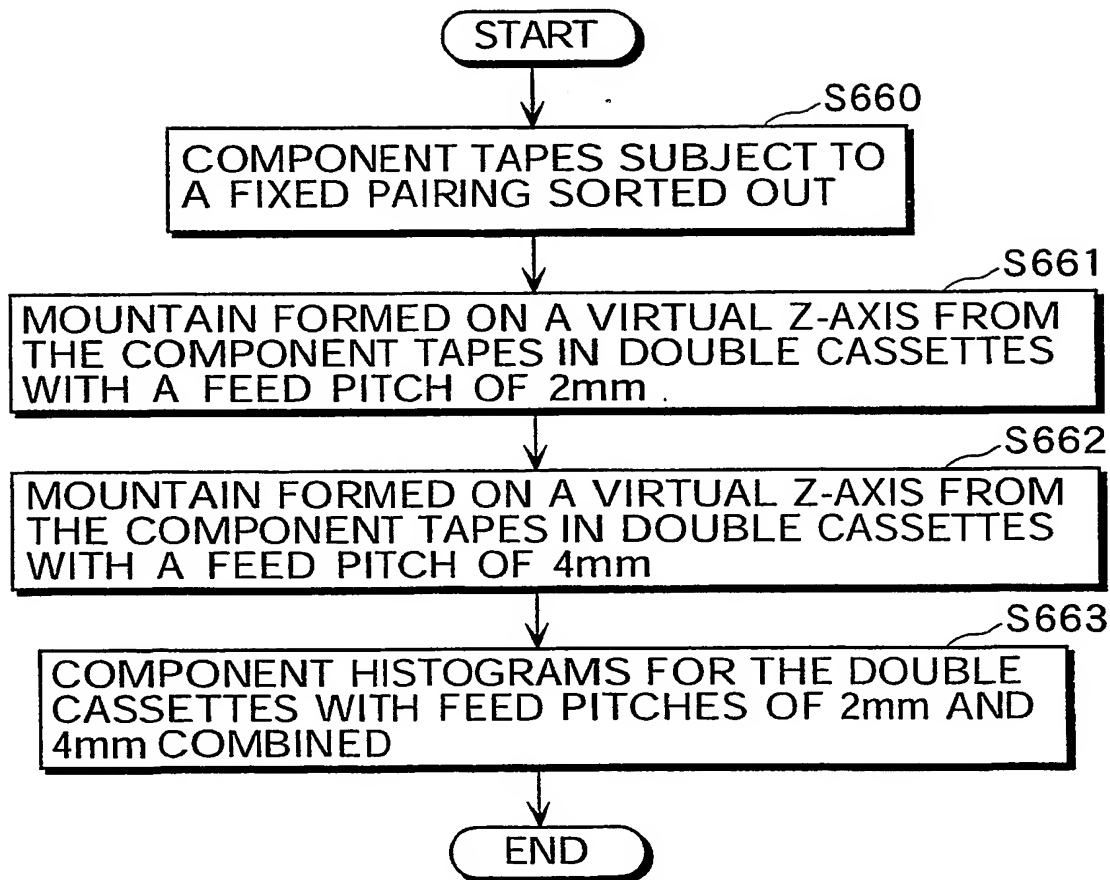 START
S660
COMPONENT TAPES SUBJECT TO
A FIXED PAIRING SORTED OUT
S661
MOUNTAIN FORMED ON A VIRTUAL Z-AXIS FROM
THE COMPONENT TAPES IN DOUBLE CASSETTES
WITH A FEED PITCH OF 2mm
S662
MOUNTAIN FORMED ON A VIRTUAL Z-AXIS FROM
THE COMPONENT TAPES IN DOUBLE CASSETTES
WITH A FEED PITCH OF 4mm
S663
COMPONENT HISTOGRAMS FOR THE DOUBLE
CASSETTES WITH FEED PITCHES OF 2mm AND
4mm COMBINED
END